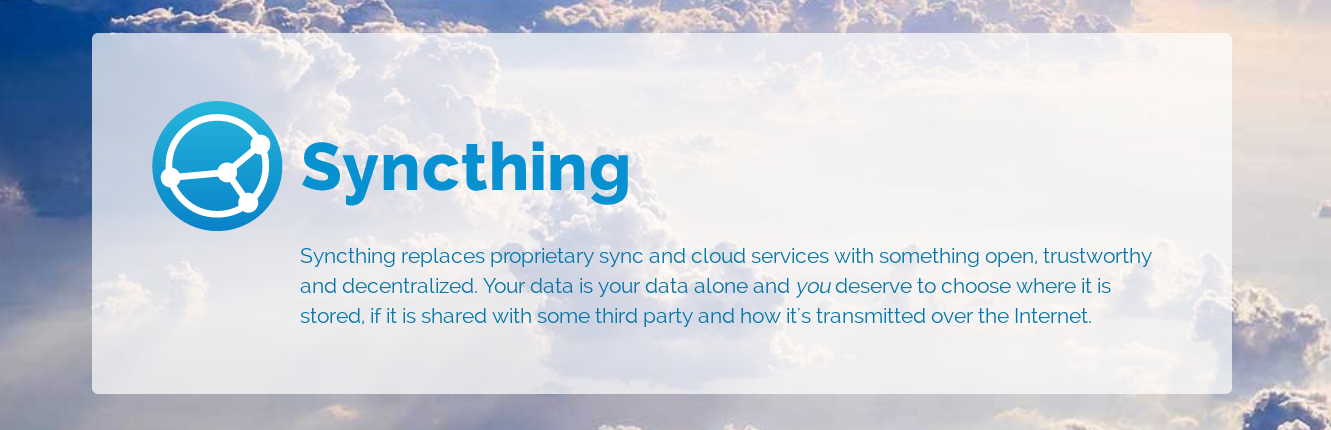 Syncthing
Syncthing replaces proprietary sync and cloud services with something open, trustworthy
and decentralized. Your data is your data alone and you deserve to choose where it is
stored, if it is shared with some third party and how it's transmitted over the Internet.